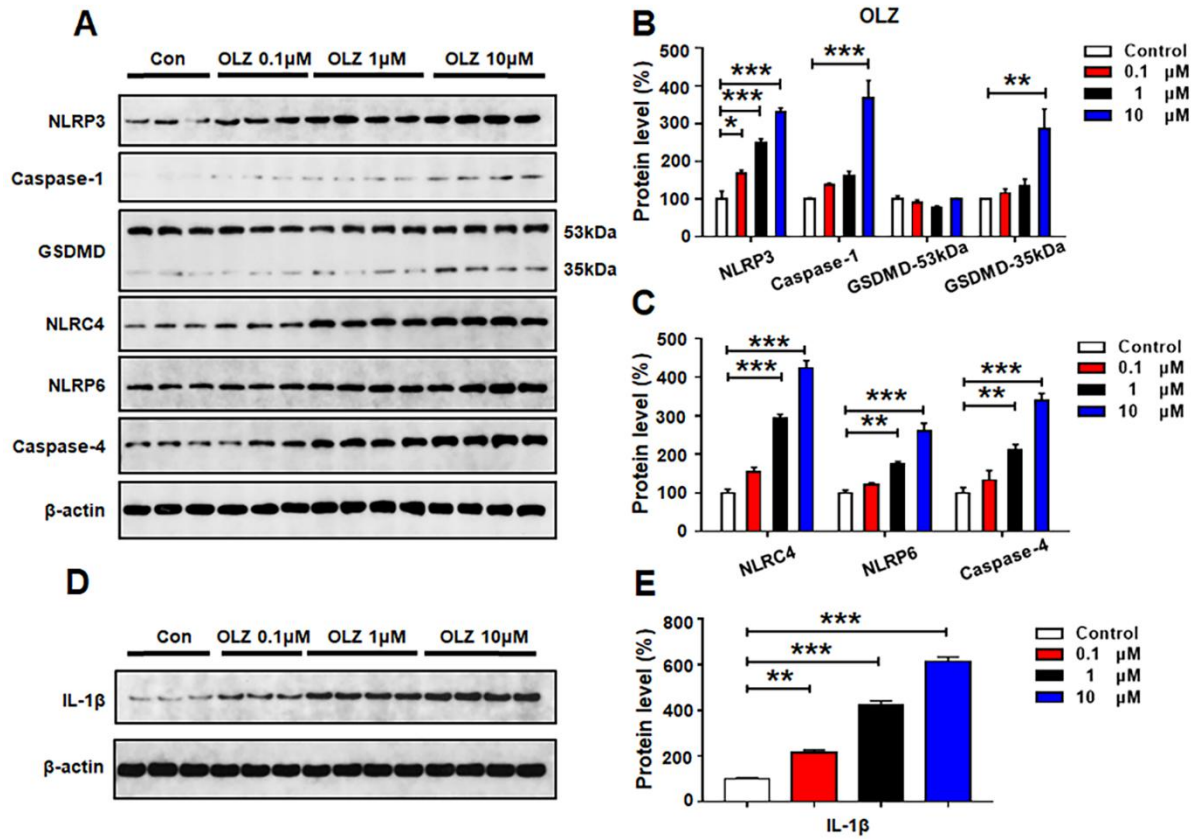 A
Con OLZ 0.1μM OLZ 1μM OLZ 10μM
NLRP3
Caspase-1
GSDMD
53kDa
35kDa
NLRC4
NLRP6
Caspase-4
β-actin
B
OLZ
Protein level (%)
500
400
300
200
100
0
*
***
***
***
**
NLRP3
Caspase-1
GSDMD-53kDa
GSDMD-35kDa
Control
0.1 μM
1 μM
10 μM
C
Protein level (%)
500
400
300
200
100
0
***
***
***
**
***
**
NLRC4
NLRP6
Caspase-4
Control
0.1 μM
1 μM
10 μM
D
Con OLZ 0.1μM OLZ 1μM OLZ 10μM
IL-1β
β-actin
E
Protein level (%)
800
600
400
200
0
***
***
**
IL-1β
Control
0.1 μM
1 μM
10 μM